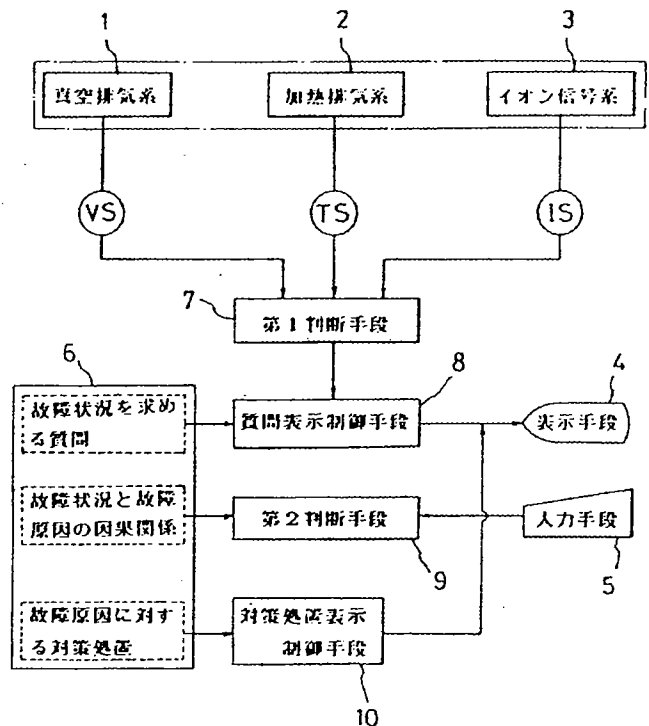 1
2
3
真空排気系
加熱排気系
イオン信号系
VS
TS
IS
7
第1判断手段
6
8
4
故障状況を求め
る質問
質問表示制御手段
表示手段
故障状況と故障
原因の因果関係
第2判断手段
入力手段
9
5
故障原因に対す
る対策処置
対策処置表示
制御手段
10